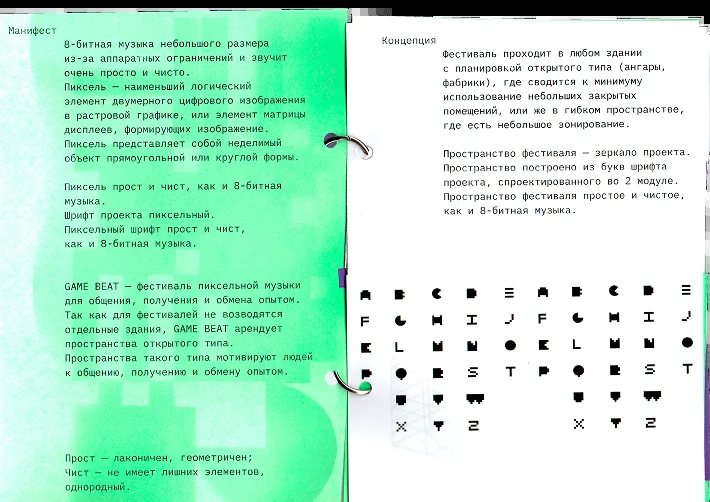 Манифест
8-битная музыка небольшого размера
из-за аппаратных ограничений и звучит
очень просто и чисто.
Пиксель — наименьший логический
элемент двумерного цифрового изображения
в растровой графике, или элемент матрицы
дисплеев, формирующих изображение.
Пиксель представляет собой неделимый
объект прямоугольной или круглой формы.
Пиксель прост и чист, как и 8-битная
музыка.
Шрифт проекта пиксельный.
Пиксельный шрифт прост и чист,
как и 8-битная музыка.
GAME BEAT — фестиваль пиксельной музыки
для общения, получения и обмена опытом.
Так как для фестивалей не возводятся
отдельные здания, GAME BEAT арендует
пространства открытого типа.
Пространства такого типа мотивируют людей
к общению, получению и обмену опытом.
Прост — лаконичен, геометричен;
Чист — не имеет лишних элементов,
однородный.
Концепция
Фестиваль проходит в любом здании
с планировкой открытого типа (ангары,
фабрики), где сводится к минимуму
использование небольших закрытых
помещений, или же в гибком пространстве,
где есть небольшое зонирование.
Пространство фестиваля — зеркало проекта.
Пространство построено из букв шрифта
проекта, спроектированного во 2 модуле.
Пространство фестиваля простое и чистое,
как и 8-битная музыка.
A B C D E A B C D E
F G H I J F G H I J
K L M N O K L M N O
P Q R S T P Q R S T
U V W U V W
X Y Z X Y Z